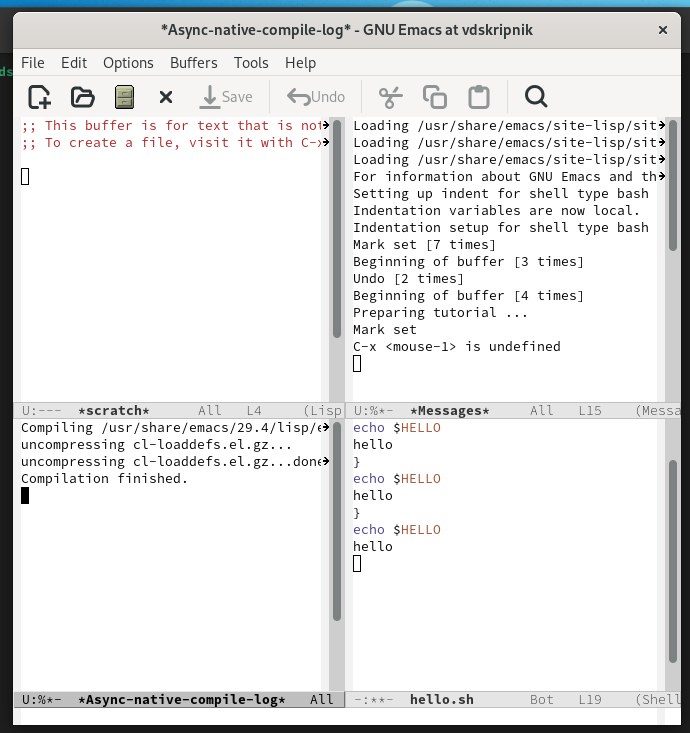 ds
*Async-native-compile-log* - GNU Emacs at vdskripnik
File Edit Options Buffers Tools Help
Save Undo
;; This buffer is for text that is not
;; To create a file, visit it with C-x
U:--- *scratch* All L4 (Lisp
Loading /usr/share/emacs/site-lisp/sit
Loading /usr/share/emacs/site-lisp/sit
Loading /usr/share/emacs/site-lisp/sit
For information about GNU Emacs and th
Setting up indent for shell type bash
Indentation variables are now local.
Indentation setup for shell type bash
Mark set [7 times]
Beginning of buffer [3 times]
Undo [2 times]
Beginning of buffer [4 times]
Preparing tutorial ...
Mark set
C-x <mouse-1> is undefined
U:%*- *Messages* All L15 (Messa
Compiling /usr/share/emacs/29.4/lisp/e
uncompressing cl-loaddefs.el.gz...
uncompressing cl-loaddefs.el.gz...done
Compilation finished.
U:%*- *Async-native-compile-log* All
echo $HELLO
hello
}
echo $HELLO
hello
}
echo $HELLO
hello
-:**- hello.sh Bot L19 (Shell